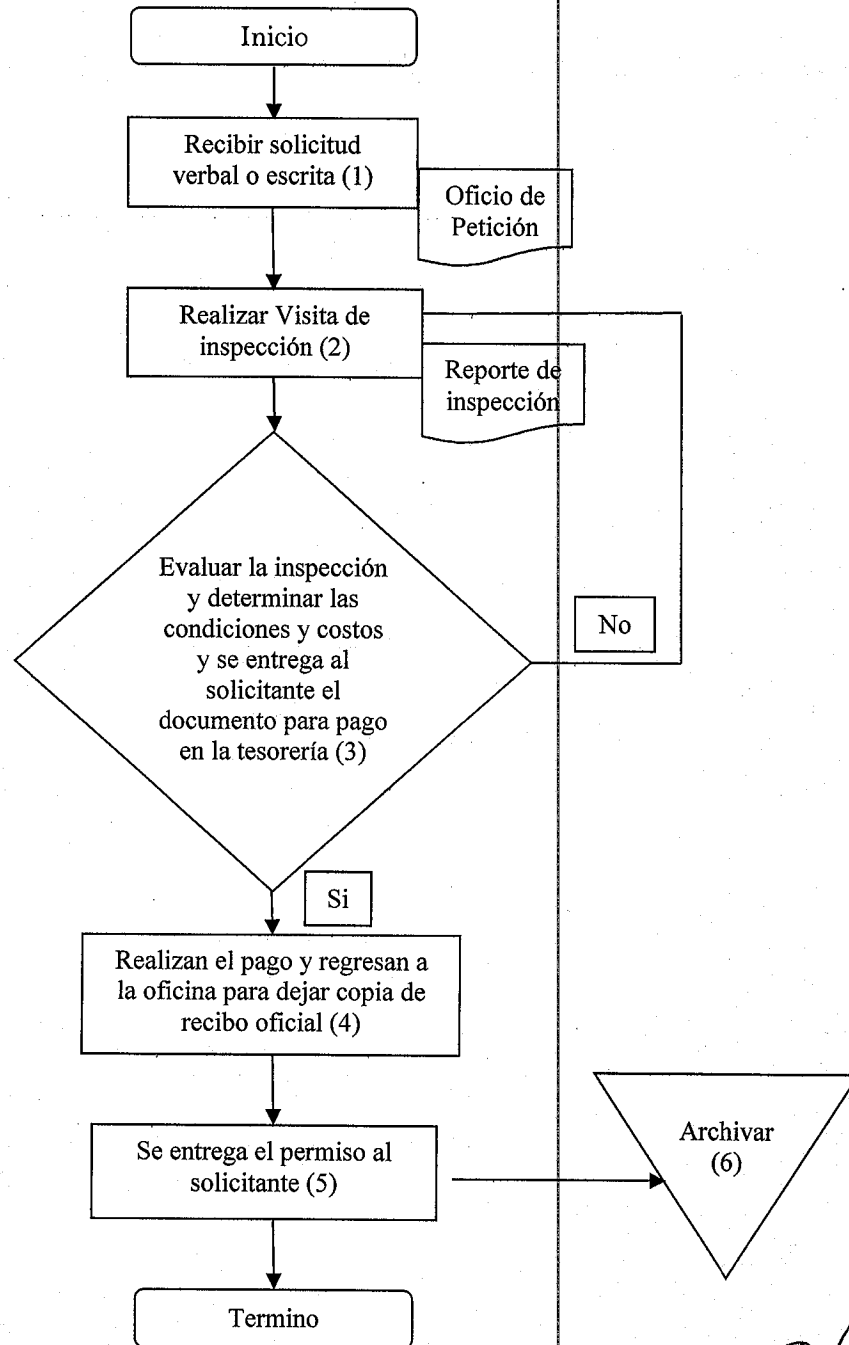 Inicio
Recibir solicitud
verbal o escrita (1)
Oficio de
Petición
Realizar Visita de
inspección (2)
Reporte de
inspección
Evaluar la inspección
y determinar las
condiciones y costos
y se entrega al
solicitante el
documento para pago
en la tesorería (3)
No
Si
Realizan el pago y regresan a
la oficina para dejar copia de
recibo oficial (4)
Se entrega el permiso al
solicitante (5)
Archivar
(6)
Termino